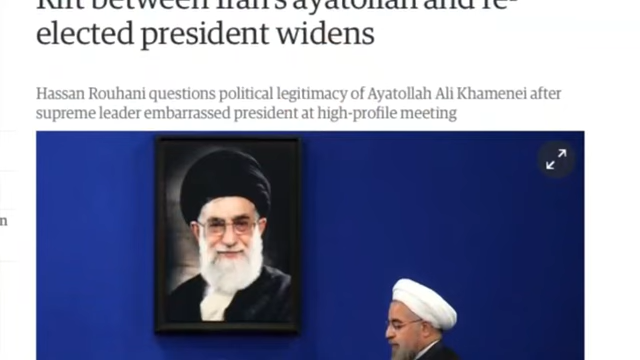 Rift between Iran's ayatollah and re-
elected president widens
Hassan Rouhani questions political legitimacy of Ayatollah Ali Khamenei after
supreme leader embarrassed president at high-profile meeting
n